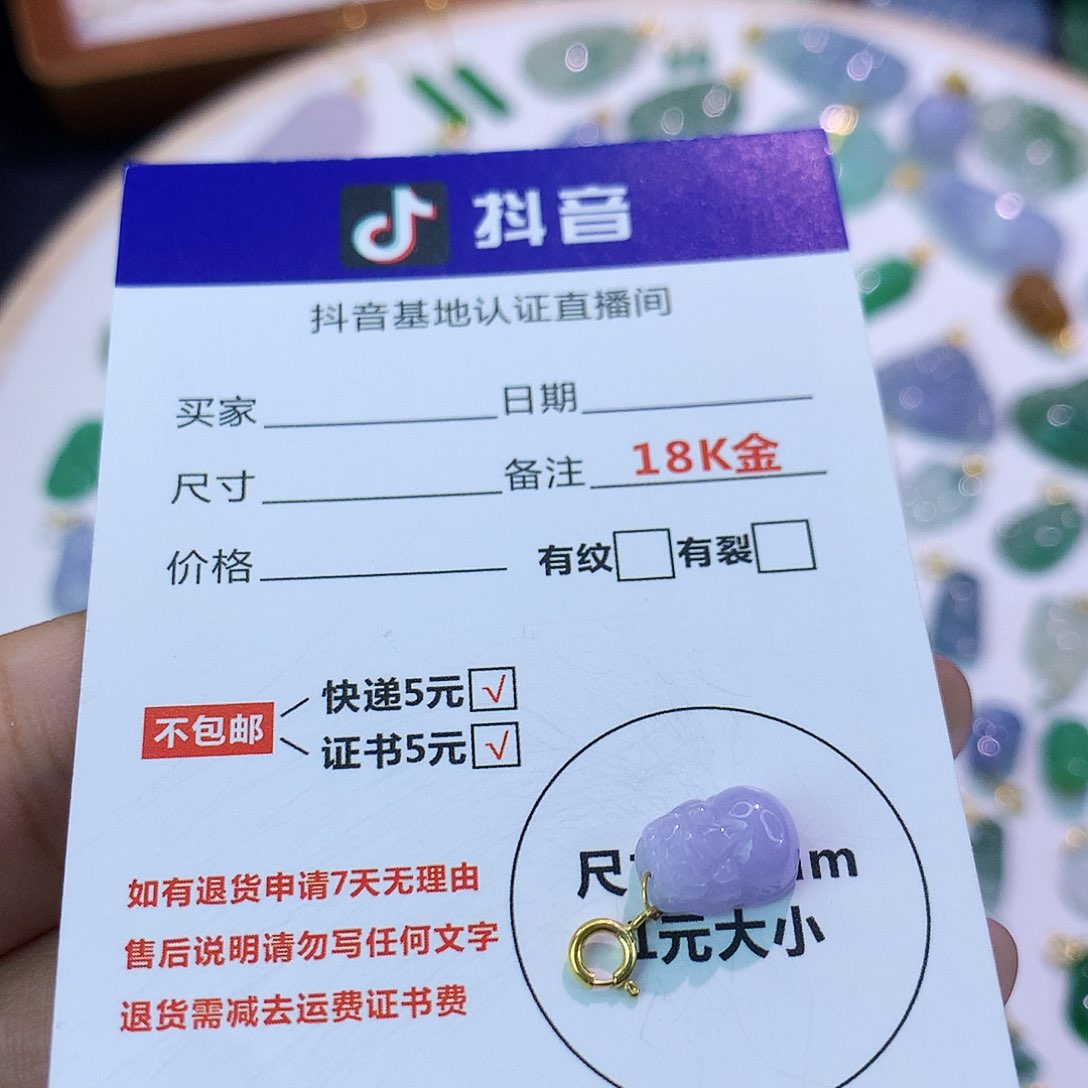 抖音
抖音基地认证直播间
买家 日期
尺寸 备注 18K金
价格 有纹 有裂
不包邮 快递5元 √
证书5元 √
如有退货申请7天无理由
售后说明请勿写任何文字
退货需减去运费证书费
尺 m
1元大小